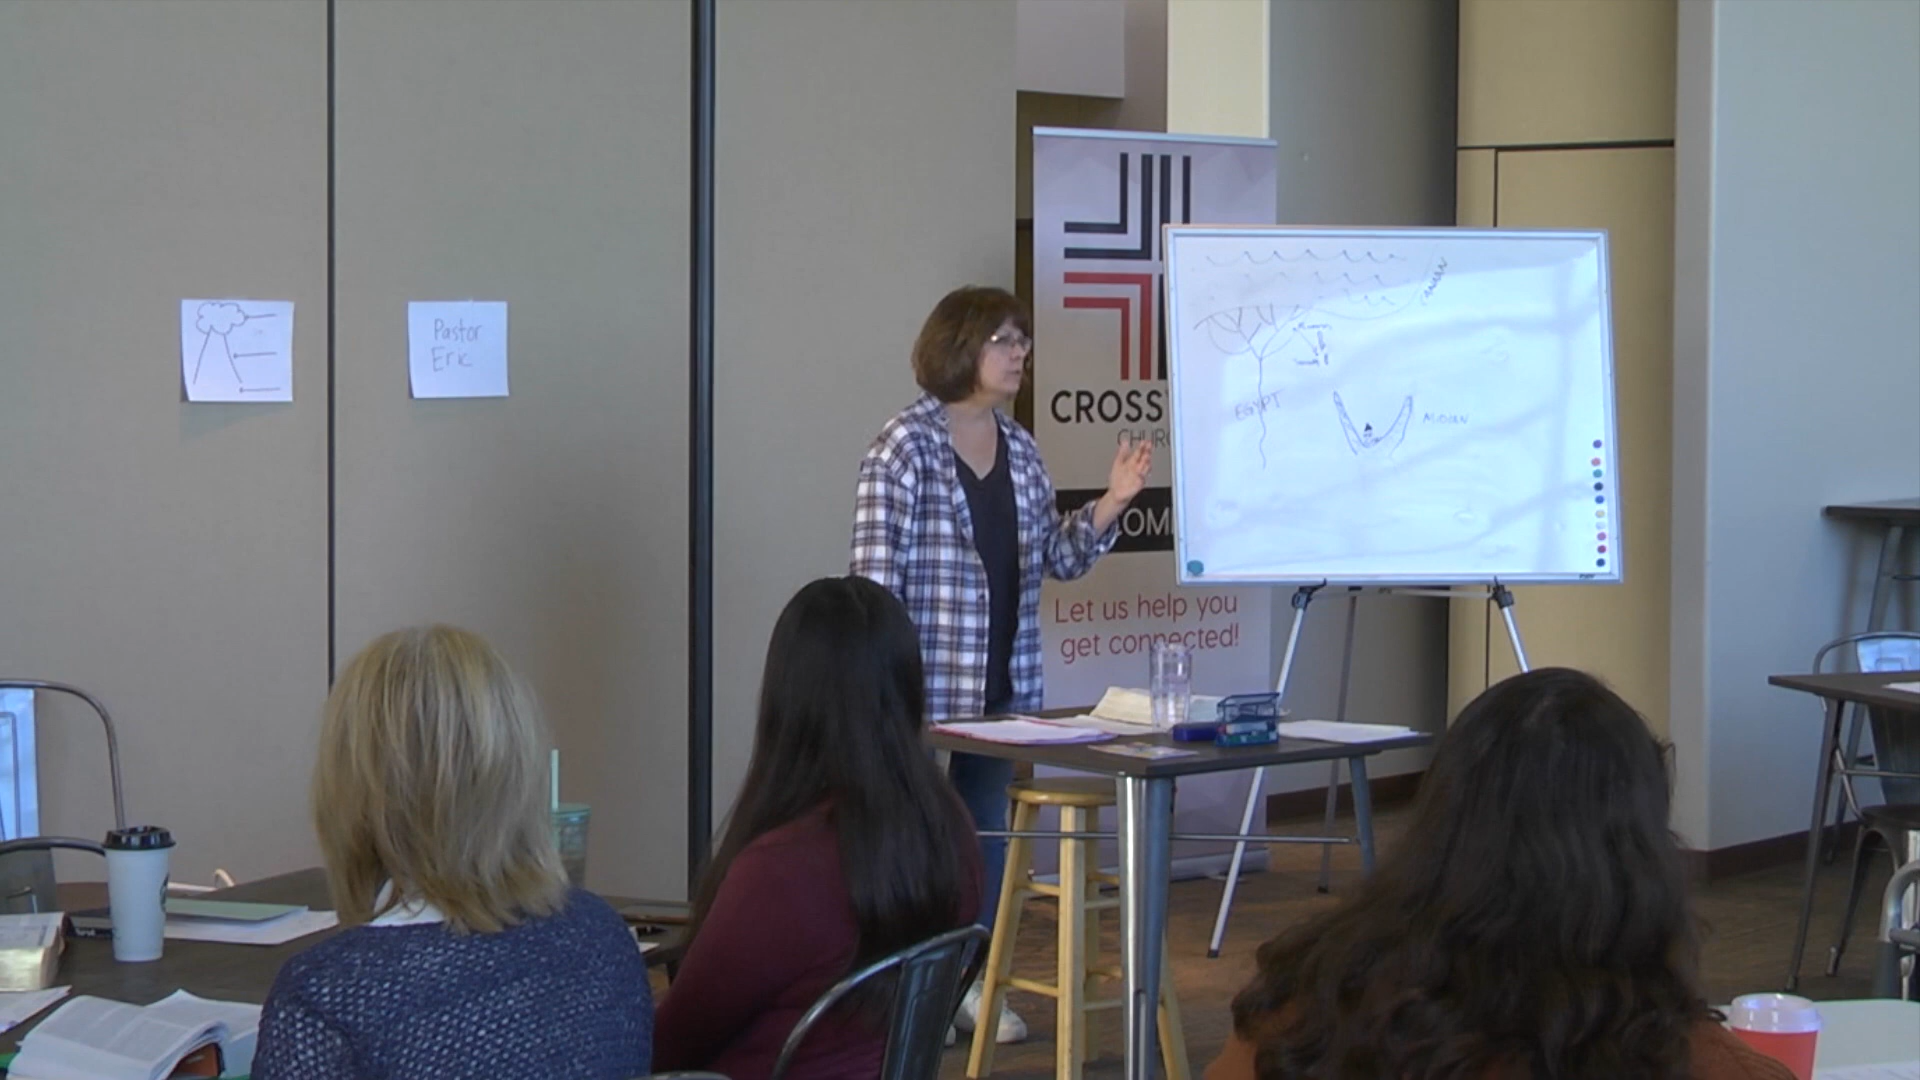 Pastor
Eric
CROSS
CHURC
Let us help you
get connected!
CANAAN
EGYPT
MIDIAN